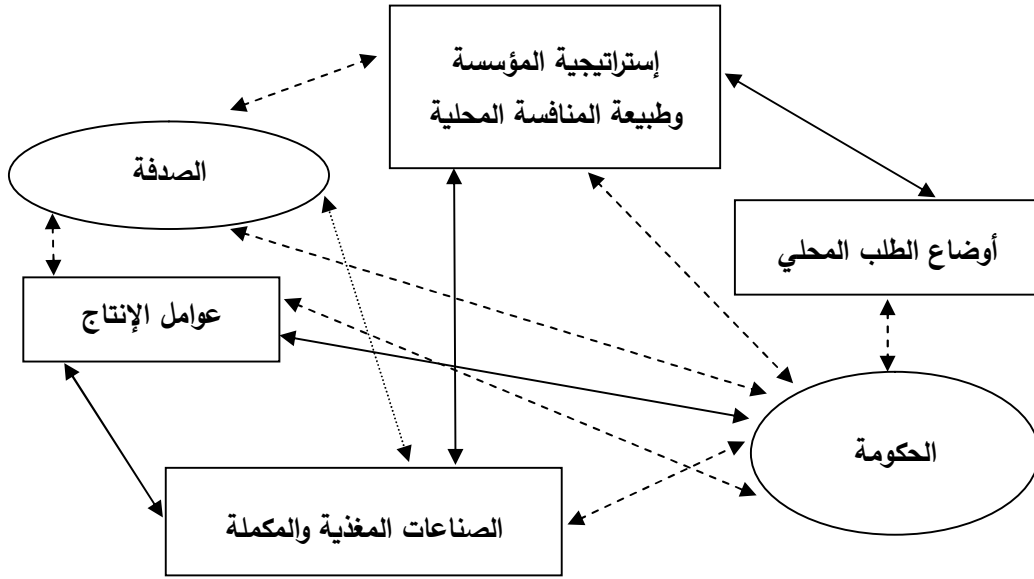 إستراتيجية المؤسسة
وطبيعة المنافسة المحلية
الصدفة
أوضاع الطلب المحلي
عوامل الإنتاج
الحكومة
الصناعات المغذية والمكملة